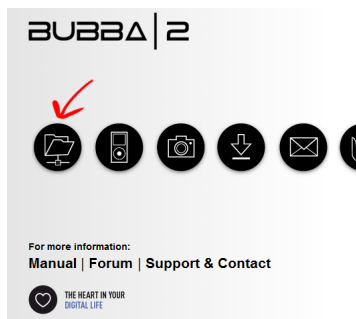 BUBBA|2
For more information:
Manual | Forum | Support & Contact
THE HEART IN YOUR
DIGITAL LIFE